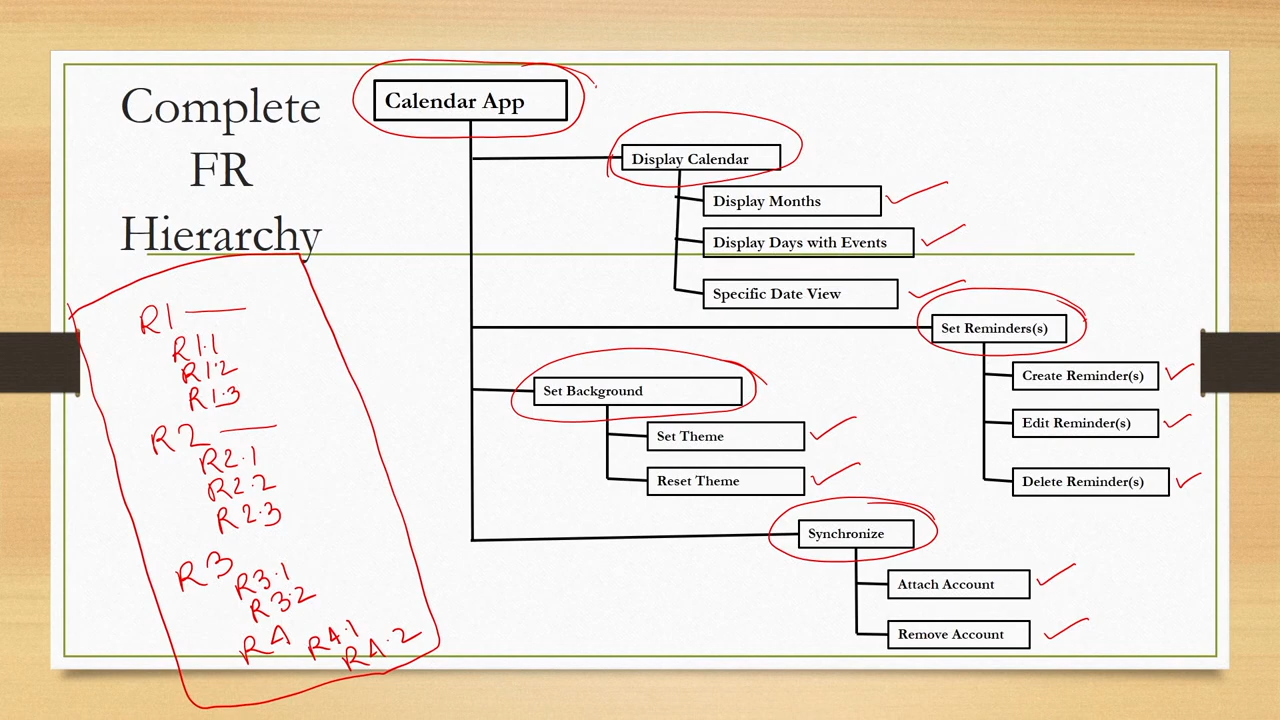 Complete
FR
Hierarchy
Calendar App
Display Calendar
Display Months
Display Days with Events
Specific Date View
Set Reminders(s)
Create Reminder(s)
Edit Reminder(s)
Delete Reminder(s)
Set Background
Set Theme
Reset Theme
Synchronize
Attach Account
Remove Account
R1
R1.1
R1.2
R1.3
R2
R2.1
R2.2
R2.3
R3
R3.1
R3.2
R4 R4.1
R4.2